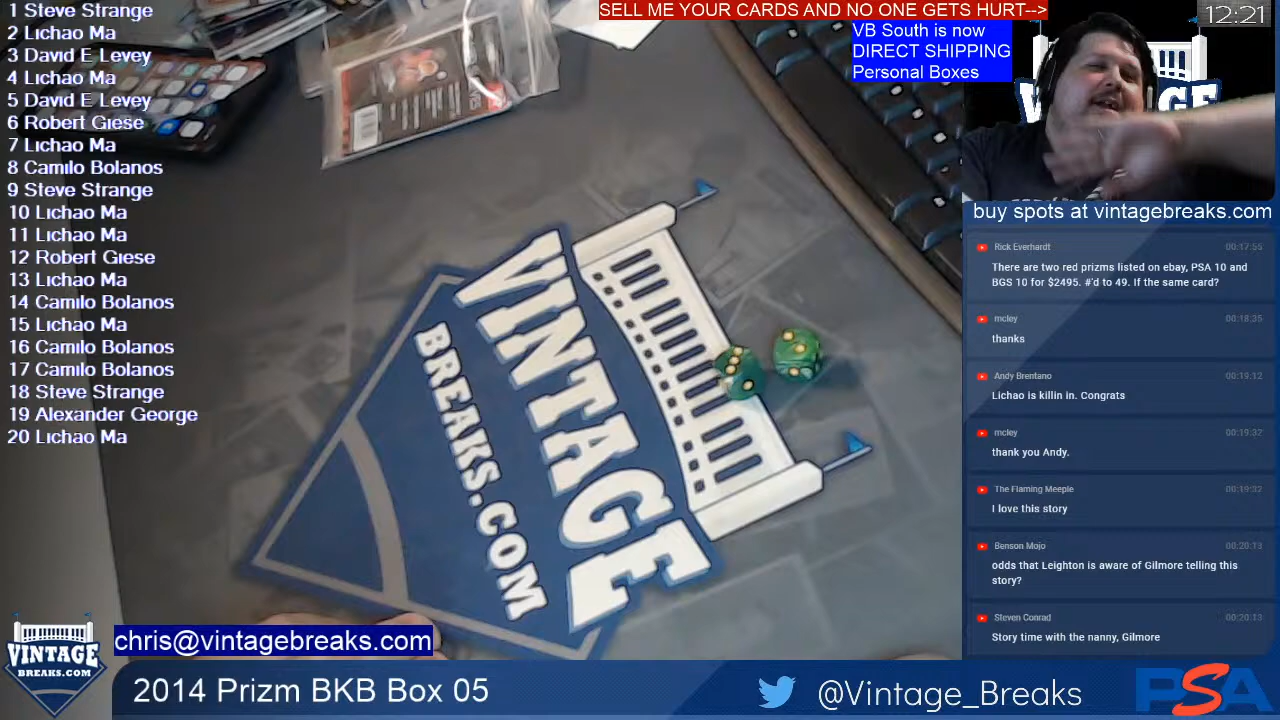 1 Steve Strange
2 Lichao Ma
3 David E Levey
4 Lichao Ma
5 David E Levey
6 Robert Giese
7 Lichao Ma
8 Camilo Bolanos
9 Steve Strange
10 Lichao Ma
11 Lichao Ma
12 Robert Giese
13 Lichao Ma
14 Camilo Bolanos
15 Lichao Ma
16 Camilo Bolanos
17 Camilo Bolanos
18 Steve Strange
19 Alexander George
20 Lichao Ma
SELL ME YOUR CARDS AND NO ONE GETS HURT-->
VB South is now
DIRECT SHIPPING
Personal Boxes
12:21
buy spots at vintagebreaks.com
Rick Everhardt 00:17:55
There are two red prizms listed on ebay, PSA 10 and
BGS 10 for $2495. #'d to 49. If the same card?
mcley 00:18:35
thanks
Andy Brentano 00:19:12
Lichao is killin in. Congrats
mcley 00:19:32
thank you Andy.
The Flaming Meeple 00:19:32
I love this story
Benson Mojo 00:20:13
odds that Leighton is aware of Gilmore telling this
story?
Steven Conrad 00:20:13
Story time with the nanny, Gilmore
VINTAGE
BREAKS.COM
VINTAGE
BREAKS.COM
chris@vintagebreaks.com
2014 Prizm BKB Box 05
@Vintage_Breaks
PSA